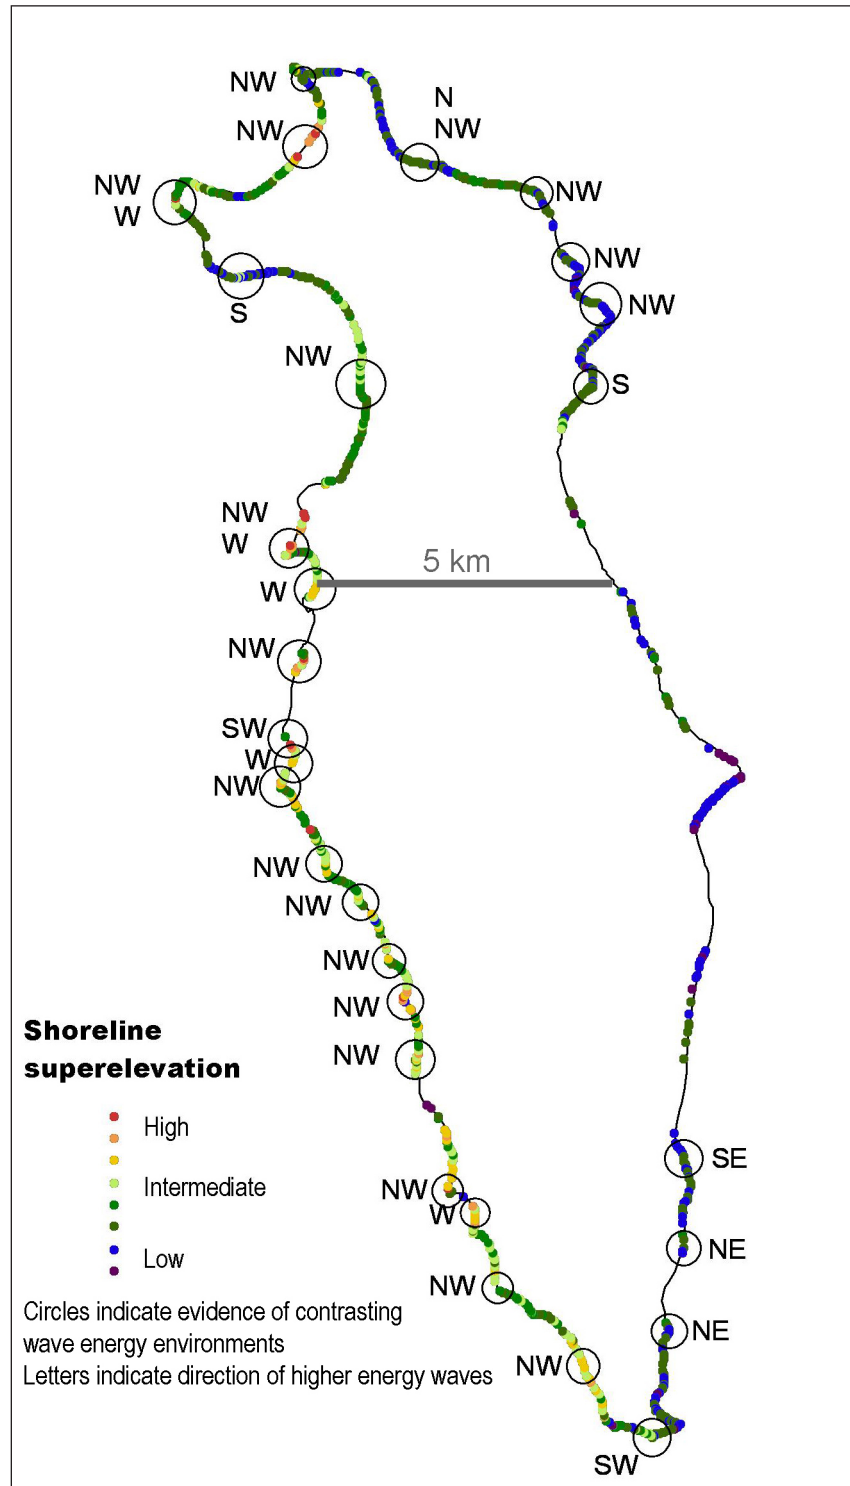 NW
N
NW
NW
NW
W
NW
NW
S
NW
NW
S
NW
W
5 km
W
NW
SW
W
NW
NW
NW
NW
NW
NW
Shoreline
superelevation
High
Intermediate
Low
SE
NW
W
NE
NW
Circles indicate evidence of contrasting
wave energy environments
Letters indicate direction of higher energy waves
NE
NW
SW